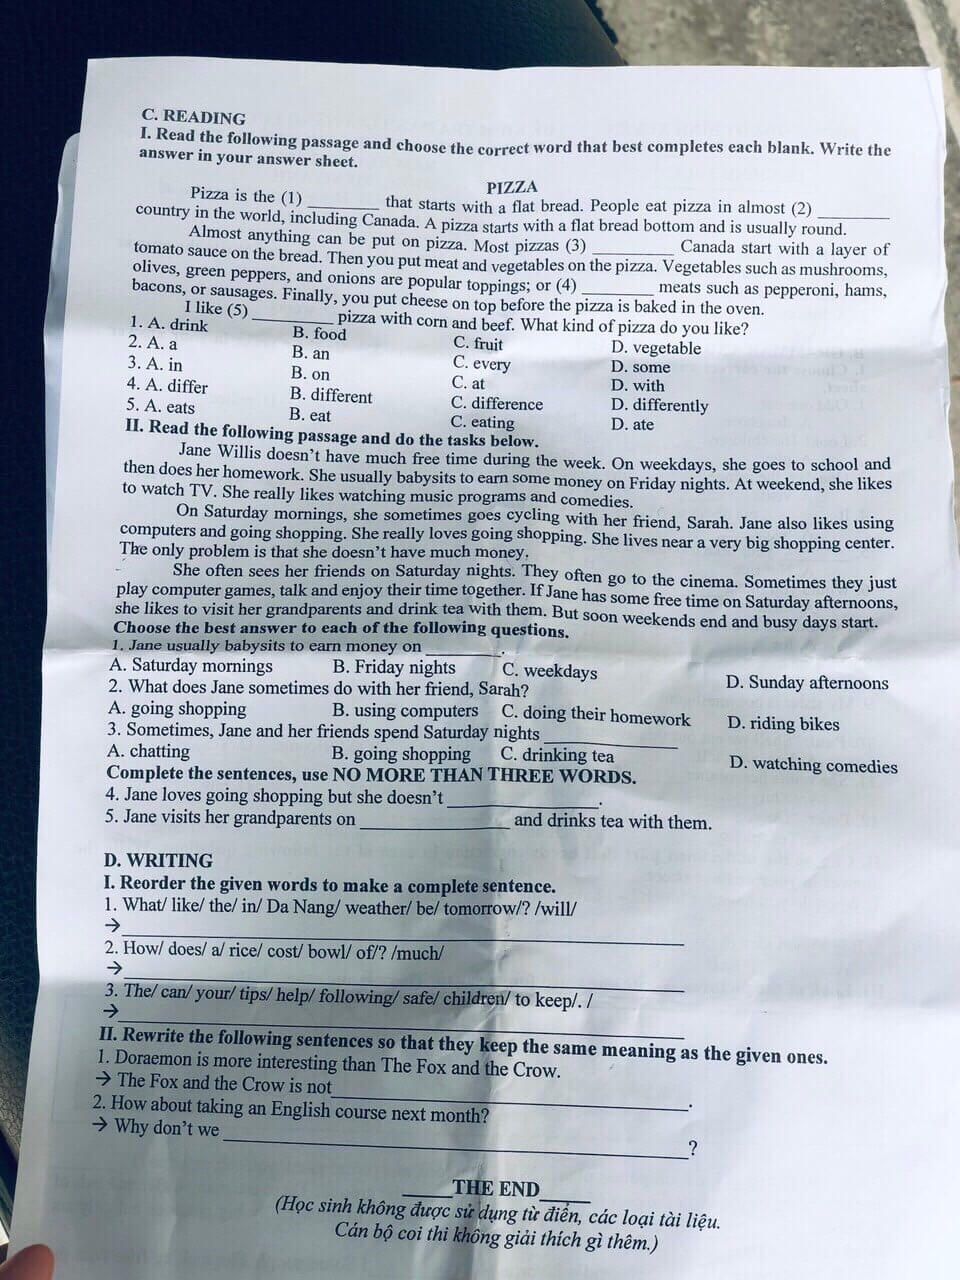 C. READING
I. Read the following passage and choose the correct word that best completes each blank. Write the
answer in your answer sheet.
PIZZA
Pizza is the (1) ________ that starts with a flat bread. People eat pizza in almost (2) ________
country in the world, including Canada. A pizza starts with a flat bread bottom and is usually round.
Almost anything can be put on pizza. Most pizzas (3) ________ Canada start with a layer of
tomato sauce on the bread. Then you put meat and vegetables on the pizza. Vegetables such as mushrooms,
olives, green peppers, and onions are popular toppings; or (4) ________ meats such as pepperoni, hams,
bacons, or sausages. Finally, you put cheese on top before the pizza is baked in the oven.
I like (5) ________ pizza with corn and beef. What kind of pizza do you like?
1. A. drink B. food C. fruit D. vegetable
2. A. a B. an C. every D. some
3. A. in B. on C. at D. with
4. A. differ B. different C. difference D. differently
5. A. eats B. eat C. eating D. ate
II. Read the following passage and do the tasks below.
Jane Willis doesn't have much free time during the week. On weekdays, she goes to school and
then does her homework. She usually babysits to earn some money on Friday nights. At weekend, she likes
to watch TV. She really likes watching music programs and comedies.
On Saturday mornings, she sometimes goes cycling with her friend, Sarah. Jane also likes using
computers and going shopping. She really loves going shopping. She lives near a very big shopping center.
The only problem is that she doesn't have much money.
She often sees her friends on Saturday nights. They often go to the cinema. Sometimes they just
play computer games, talk and enjoy their time together. If Jane has some free time on Saturday afternoons,
she likes to visit her grandparents and drink tea with them. But soon weekends end and busy days start.
Choose the best answer to each of the following questions.
1. Jane usually babysits to earn money on ________.
A. Saturday mornings B. Friday nights C. weekdays D. Sunday afternoons
2. What does Jane sometimes do with her friend, Sarah?
A. going shopping B. using computers C. doing their homework D. riding bikes
3. Sometimes, Jane and her friends spend Saturday nights ________
A. chatting B. going shopping C. drinking tea D. watching comedies
Complete the sentences, use NO MORE THAN THREE WORDS.
4. Jane loves going shopping but she doesn't ________.
5. Jane visits her grandparents on ________ and drinks tea with them.
D. WRITING
I. Reorder the given words to make a complete sentence.
1. What/ like/ the/ in/ Da Nang/ weather/ be/ tomorrow/? /will/
→ ________
2. How/ does/ a/ rice/ cost/ bowl/ of/? /much/
→ ________
3. The/ can/ your/ tips/ help/ following/ safe/ children/ to keep/. /
→ ________
II. Rewrite the following sentences so that they keep the same meaning as the given ones.
1. Doraemon is more interesting than The Fox and the Crow.
→ The Fox and the Crow is not ________.
2. How about taking an English course next month?
→ Why don't we ________?
_____THE END_____
(Học sinh không được sử dụng từ điển, các loại tài liệu.
Cán bộ coi thi không giải thích gì thêm.)